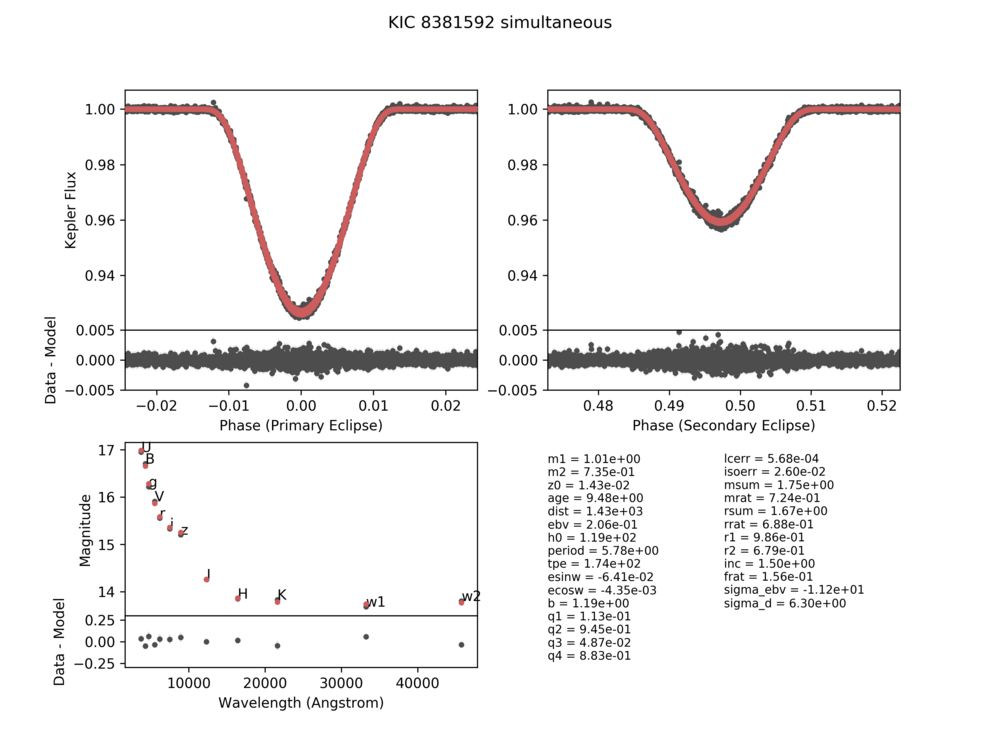 KIC 8381592 simultaneous
1.00
0.98
0.96
0.94
Kepler Flux
0.005
0.000
−0.005
Data - Model
−0.02 −0.01 0.00 0.01 0.02
Phase (Primary Eclipse)
1.00
0.98
0.96
0.94
0.005
0.000
−0.005
0.48 0.49 0.50 0.51 0.52
Phase (Secondary Eclipse)
17
16
15
14
Magnitude
U
B
g
V
r
i
z
J
H
K
w1
w2
0.25
0.00
−0.25
Data - Model
10000 20000 30000 40000
Wavelength (Angstrom)
m1 = 1.01e+00
m2 = 7.35e-01
z0 = 1.43e-02
age = 9.48e+00
dist = 1.43e+03
ebv = 2.06e-01
h0 = 1.19e+02
period = 5.78e+00
tpe = 1.74e+02
esinw = -6.41e-02
ecosw = -4.35e-03
b = 1.19e+00
q1 = 1.13e-01
q2 = 9.45e-01
q3 = 4.87e-02
q4 = 8.83e-01
lcerr = 5.68e-04
isoerr = 2.60e-02
msum = 1.75e+00
mrat = 7.24e-01
rsum = 1.67e+00
rrat = 6.88e-01
r1 = 9.86e-01
r2 = 6.79e-01
inc = 1.50e+00
frat = 1.56e-01
sigma_ebv = -1.12e+01
sigma_d = 6.30e+00